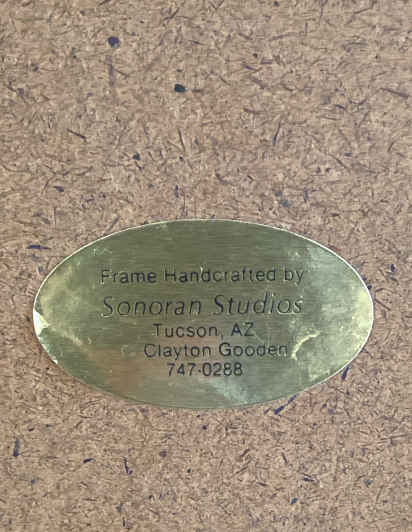 Frame Handcrafted by
Sonoran Studios
Tucson, AZ
Clayton Gooden
747-0288